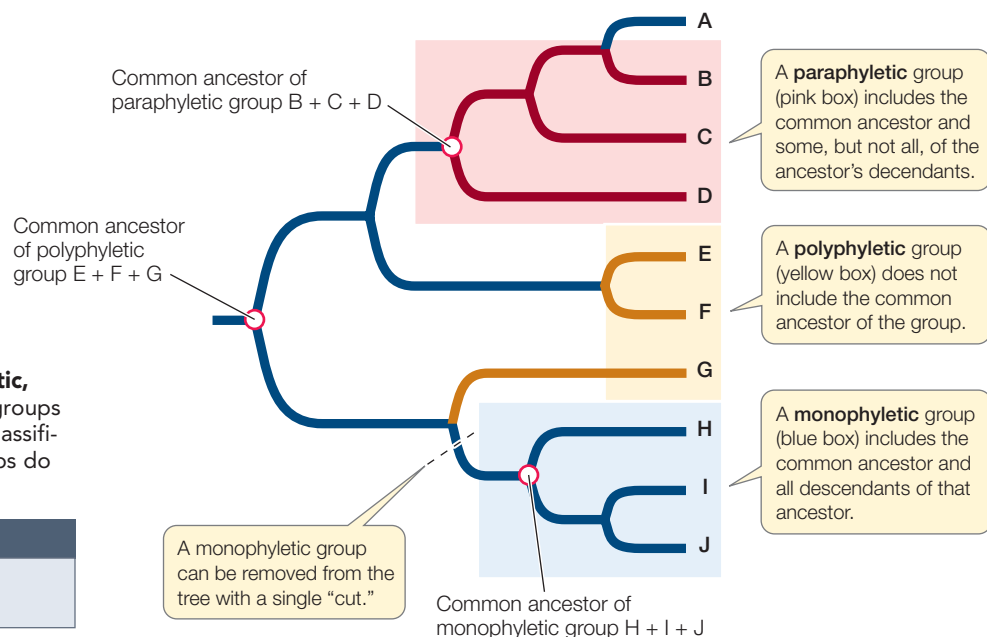 A
B
C
D
E
F
G
H
I
J
Common ancestor of
paraphyletic group B + C + D
Common ancestor
of polyphyletic
group E + F + G
A paraphyletic group
(pink box) includes the
common ancestor and
some, but not all, of the
ancestor's decendants.
A polyphyletic group
(yellow box) does not
include the common
ancestor of the group.
A monophyletic group
(blue box) includes the
common ancestor and
all descendants of that
ancestor.
tic,
groups
assifi-
os do
A monophyletic group
can be removed from the
tree with a single "cut."
Common ancestor of
monophyletic group H + I + J